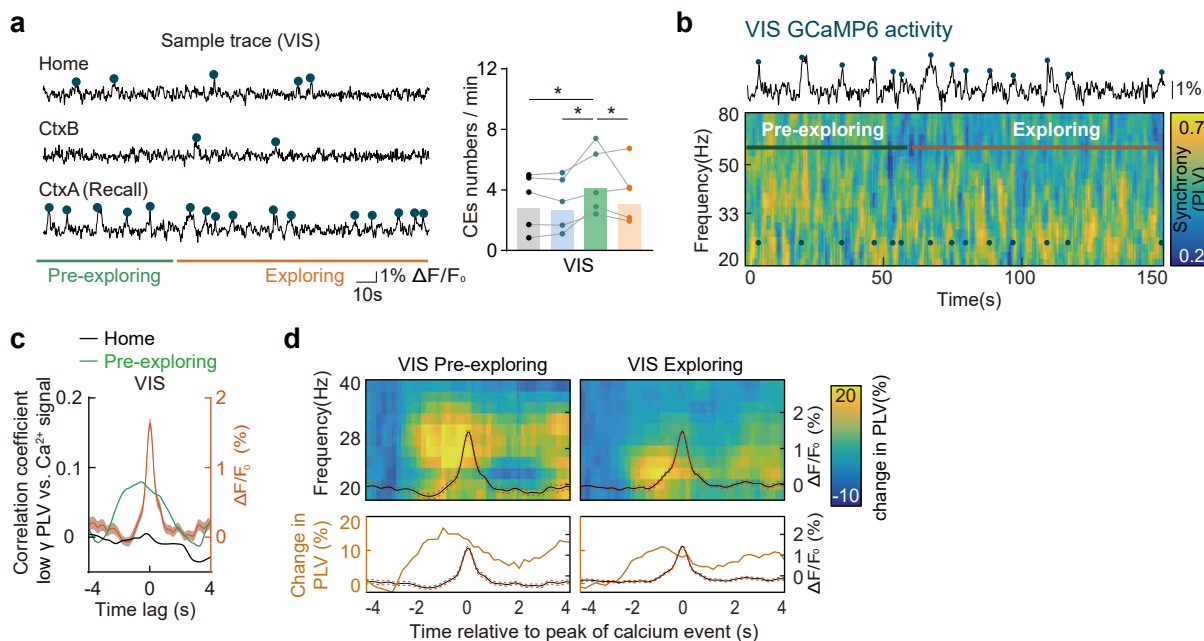 a
Sample trace (VIS)
Home
CtxB
CtxA (Recall)
Pre-exploring
Exploring
1% ΔF/F₀
10s
CEs numbers / min
12
8
4
0
*
*
*
VIS
b
VIS GCaMP6 activity
1%
Pre-exploring
Exploring
Frequency(Hz)
80
50
33
20
0
50
100
150
Time(s)
0.7
Synchrony
(PLV)
0.2
c
Home
Pre-exploring
VIS
Correlation coefficient
low γ PLV vs. Ca²⁺ signal
0.2
0.1
0
2
1
0
ΔF/F₀ (%)
-4
0
4
Time lag (s)
d
VIS Pre-exploring
VIS Exploring
Frequency(Hz)
40
28
20
2
1
0
ΔF/F₀ (%)
20
-10
change in PLV(%)
Change in
PLV (%)
20
10
0
2
1
0
ΔF/F₀ (%)
-4
-2
0
2
4
-4
-2
0
2
4
Time relative to peak of calcium event (s)